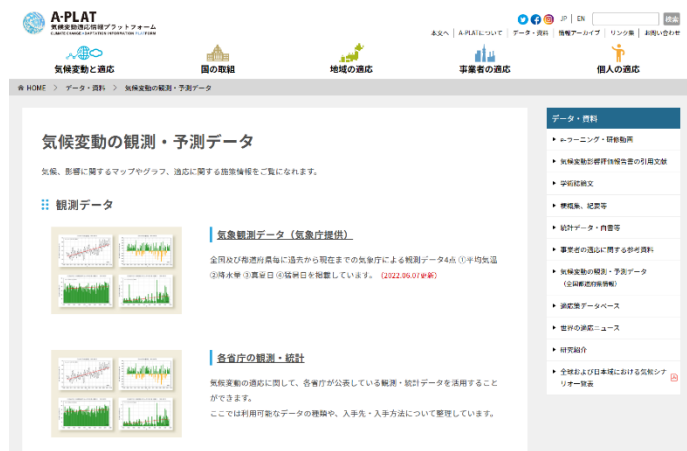 A-PLAT
気候変動適応情報プラットフォーム
CLIMATE CHANGE ADAPTATION INFORMATION PLATFORM
JP | EN
検索
本文へ | A-PLATについて | データ・資料 | 情報アーカイブ | リンク集 | お問い合わせ
気候変動と適応
国の取組
地域の適応
事業者の適応
個人の適応
HOME > データ・資料 > 気候変動の観測・予測データ
気候変動の観測・予測データ
気候、影響に関するマップやグラフ、適応に関する施策情報をご覧になれます。
観測データ
気象観測データ（気象庁提供）
全国及び都道府県毎に過去から現在までの気象庁による観測データ4点 ①平均気温
②降水量 ③真夏日 ④猛暑日を掲載しています。 (2022.06.07更新)
各省庁の観測・統計
気候変動の適応に関して、各省庁が公表している観測・統計データを活用すること
ができます。
ここでは利用可能なデータの種類や、入手先・入手方法について整理しています。
データ・資料
e-ラーニング・研修動画
気候変動影響評価報告書の引用文献
学術論文
梗概集、紀要等
統計データ・白書等
事業者の適応に関する参考資料
気候変動の観測・予測データ
（全国都道府県情報）
適応策データベース
世界の適応ニュース
研究紹介
全球および日本域における気候シナ
リオ一覧表